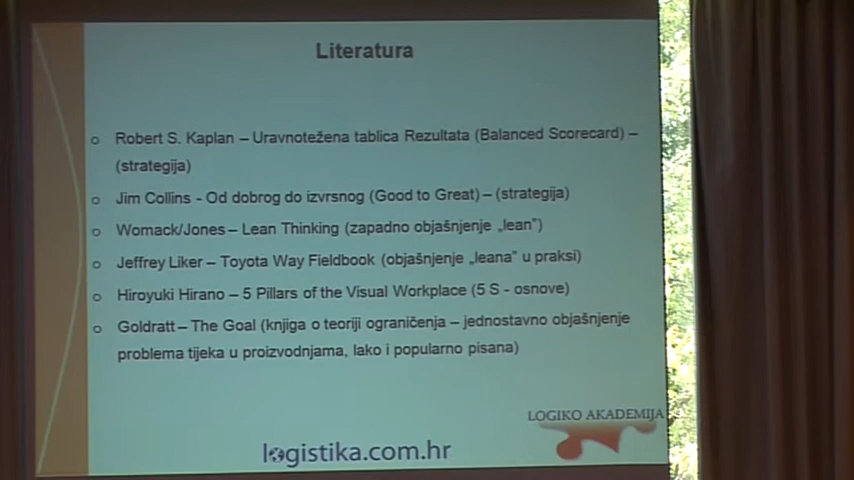 Literatura
Robert S. Kaplan – Uravnotežena tablica Rezultata (Balanced Scorecard) –
(strategija)
Jim Collins - Od dobrog do izvrsnog (Good to Great) – (strategija)
Womack/Jones – Lean Thinking (zapadno objašnjenje „lean")
Jeffrey Liker – Toyota Way Fieldbook (objašnjenje „leana" u praksi)
Hiroyuki Hirano – 5 Pillars of the Visual Workplace (5 S - osnove)
Goldratt – The Goal (knjiga o teoriji ograničenja – jednostavno objašnjenje
problema tijeka u proizvodnjama, lako i popularno pisana)
LOGIKO AKADEMIJA
logistika.com.hr